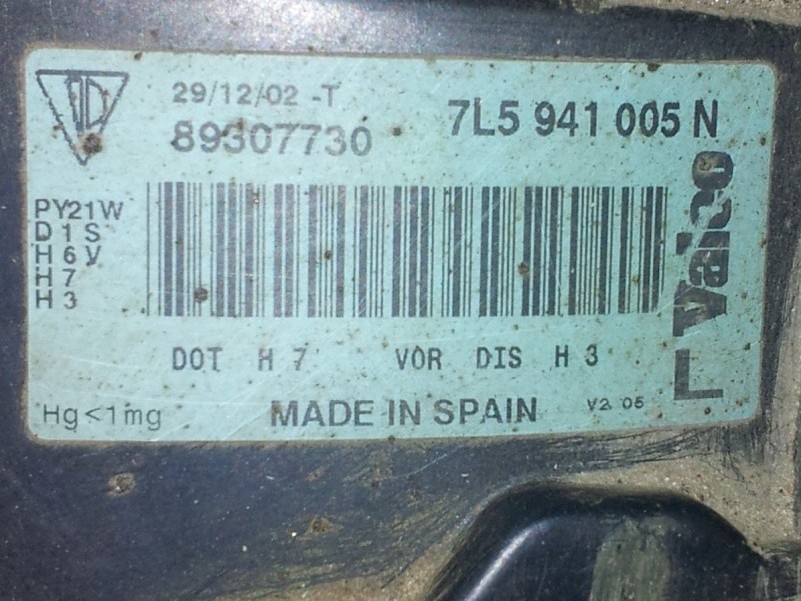 29/12/02 -T
89307730
7L5 941 005 N
PY21W
D1S
H6V
H7
H3
Valeo
L
DOT H7 VOR DIS H3
Hg<1mg
MADE IN SPAIN
V2 05